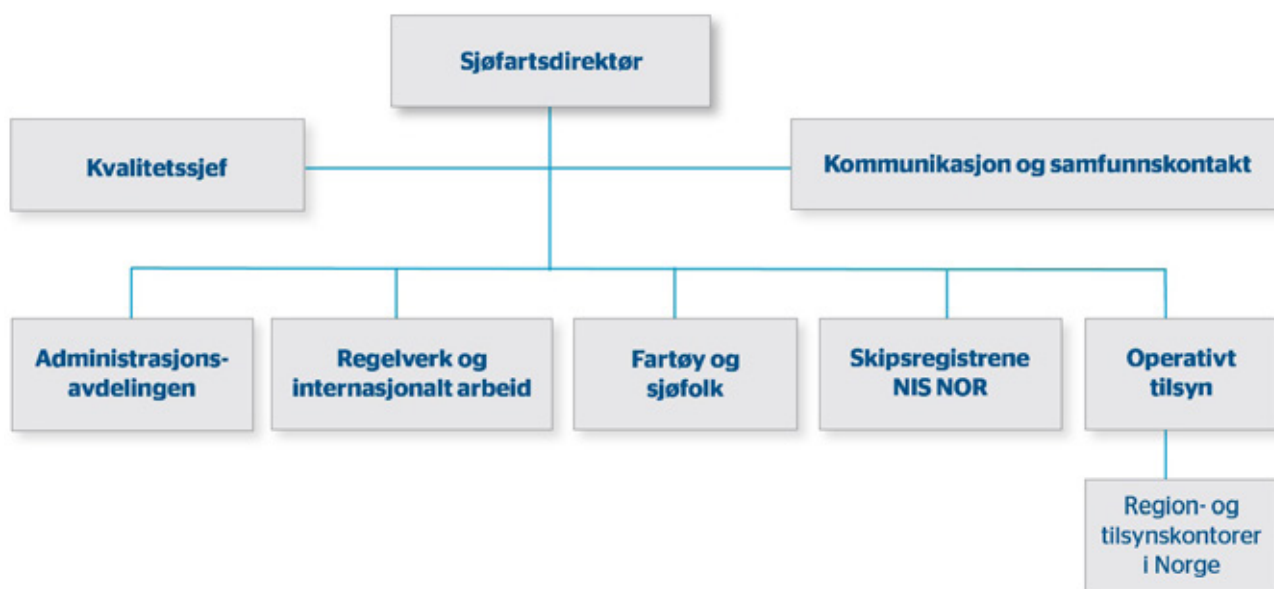 Sjøfartsdirektør
Kvalitetssjef
Kommunikasjon og samfunnskontakt
Administrasjons-
avdelingen
Regelverk og
internasjonalt arbeid
Fartøy og
sjøfolk
Skipsregistrene
NIS NOR
Operativt
tilsyn
Region- og
tilsynskontorer
i Norge